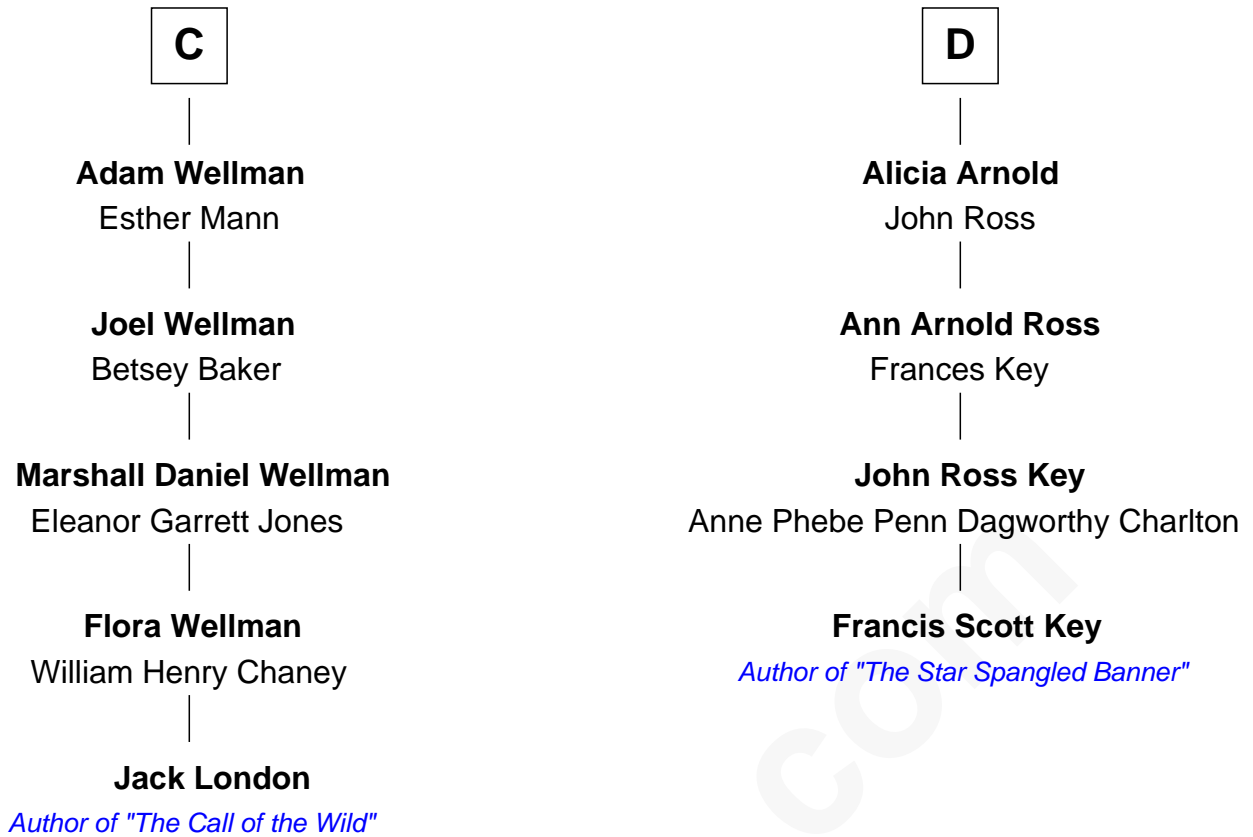 C
Adam Wellman
Esther Mann
Joel Wellman
Betsey Baker
Marshall Daniel Wellman
Eleanor Garrett Jones
Flora Wellman
William Henry Chaney
Jack London
Author of "The Call of the Wild"
D
Alicia Arnold
John Ross
Ann Arnold Ross
Frances Key
John Ross Key
Anne Phebe Penn Dagworthy Charlton
Francis Scott Key
Author of "The Star Spangled Banner"
com